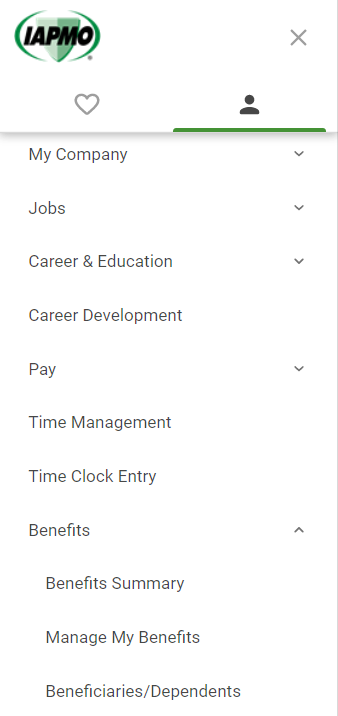 IAPMO
My Company
Jobs
Career & Education
Career Development
Pay
Time Management
Time Clock Entry
Benefits
Benefits Summary
Manage My Benefits
Beneficiaries/Dependents